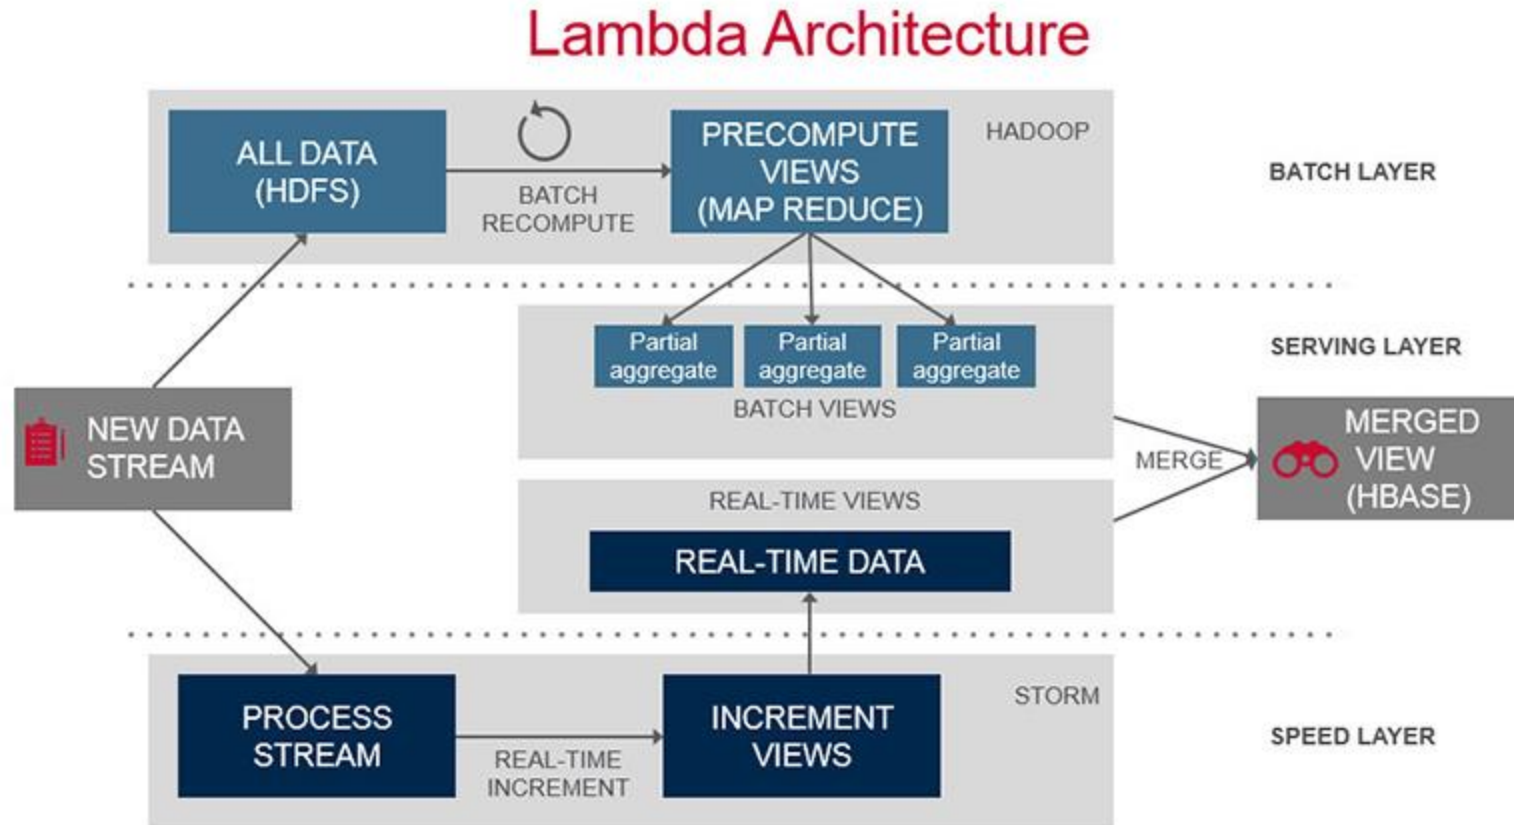 Lambda Architecture
ALL DATA
(HDFS)
BATCH
RECOMPUTE
PRECOMPUTE
VIEWS
(MAP REDUCE)
HADOOP
BATCH LAYER
Partial
aggregate
Partial
aggregate
Partial
aggregate
BATCH VIEWS
SERVING LAYER
NEW DATA
STREAM
MERGE
MERGED
VIEW
(HBASE)
REAL-TIME VIEWS
REAL-TIME DATA
PROCESS
STREAM
REAL-TIME
INCREMENT
INCREMENT
VIEWS
STORM
SPEED LAYER